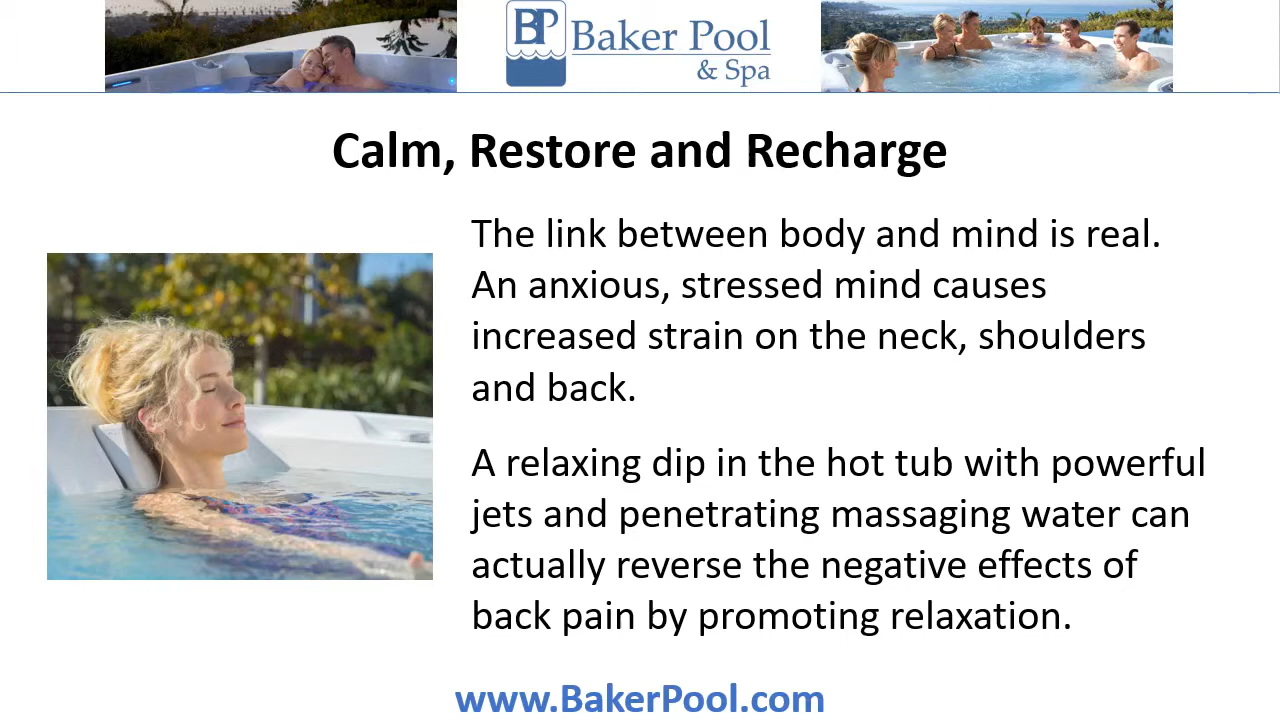 BP Baker Pool
& Spa
Calm, Restore and Recharge
The link between body and mind is real.
An anxious, stressed mind causes
increased strain on the neck, shoulders
and back.
A relaxing dip in the hot tub with powerful
jets and penetrating massaging water can
actually reverse the negative effects of
back pain by promoting relaxation.
www.BakerPool.com